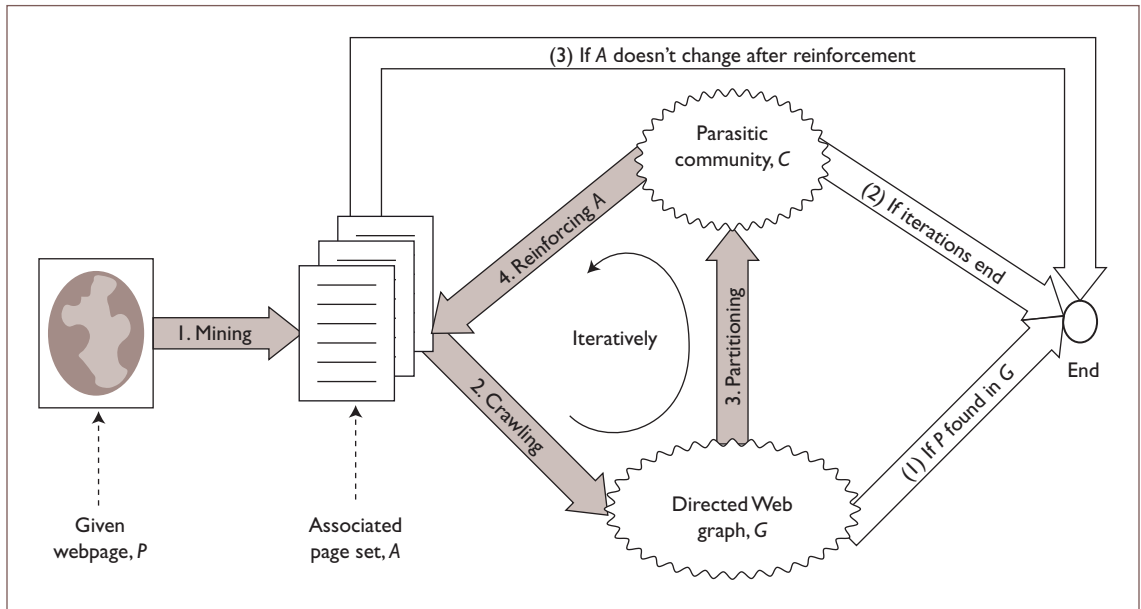 (3) If A doesn't change after reinforcement
Parasitic
community, C
(2) If iterations end
4. Reinforcing A
1. Mining
Iteratively
3. Partitioning
End
2. Crawling
(1) If P found in G
Directed Web
graph, G
Given
webpage, P
Associated
page set, A